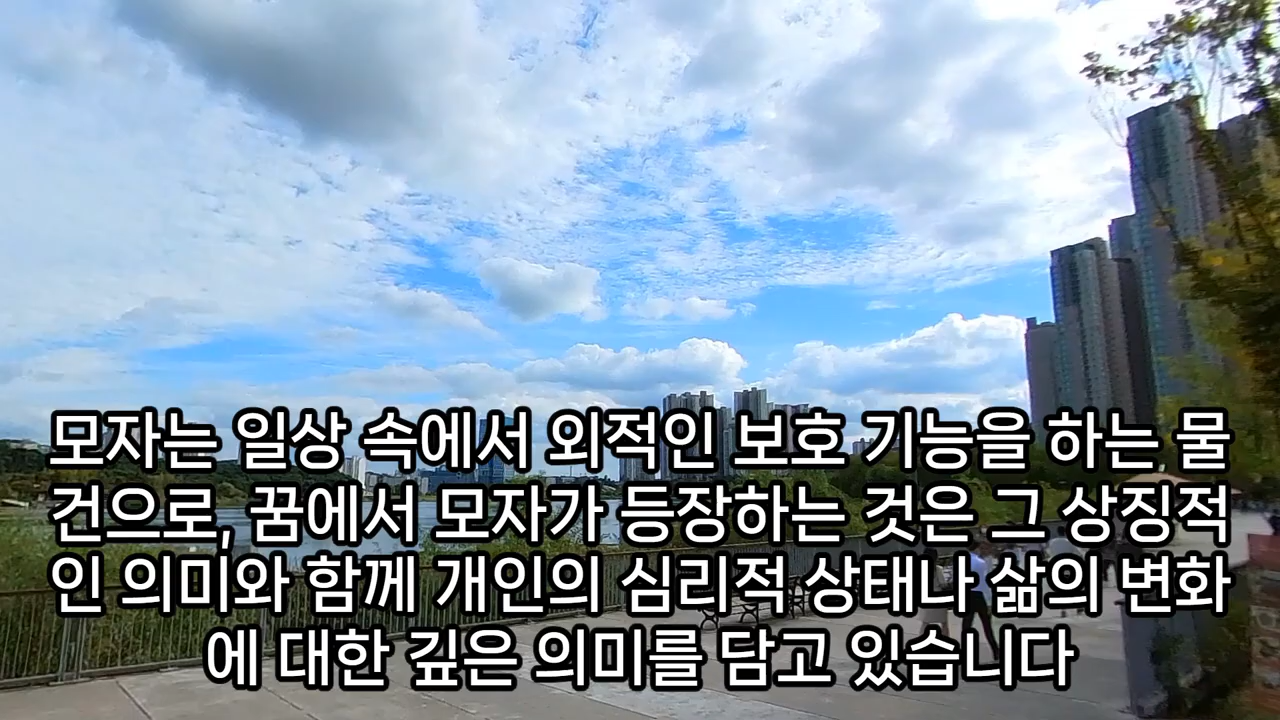 모자는 일상 속에서 외적인 보호 기능을 하는 물
건으로, 꿈에서 모자가 등장하는 것은 그 상징적
인 의미와 함께 개인의 심리적 상태나 삶의 변화
에 대한 깊은 의미를 담고 있습니다